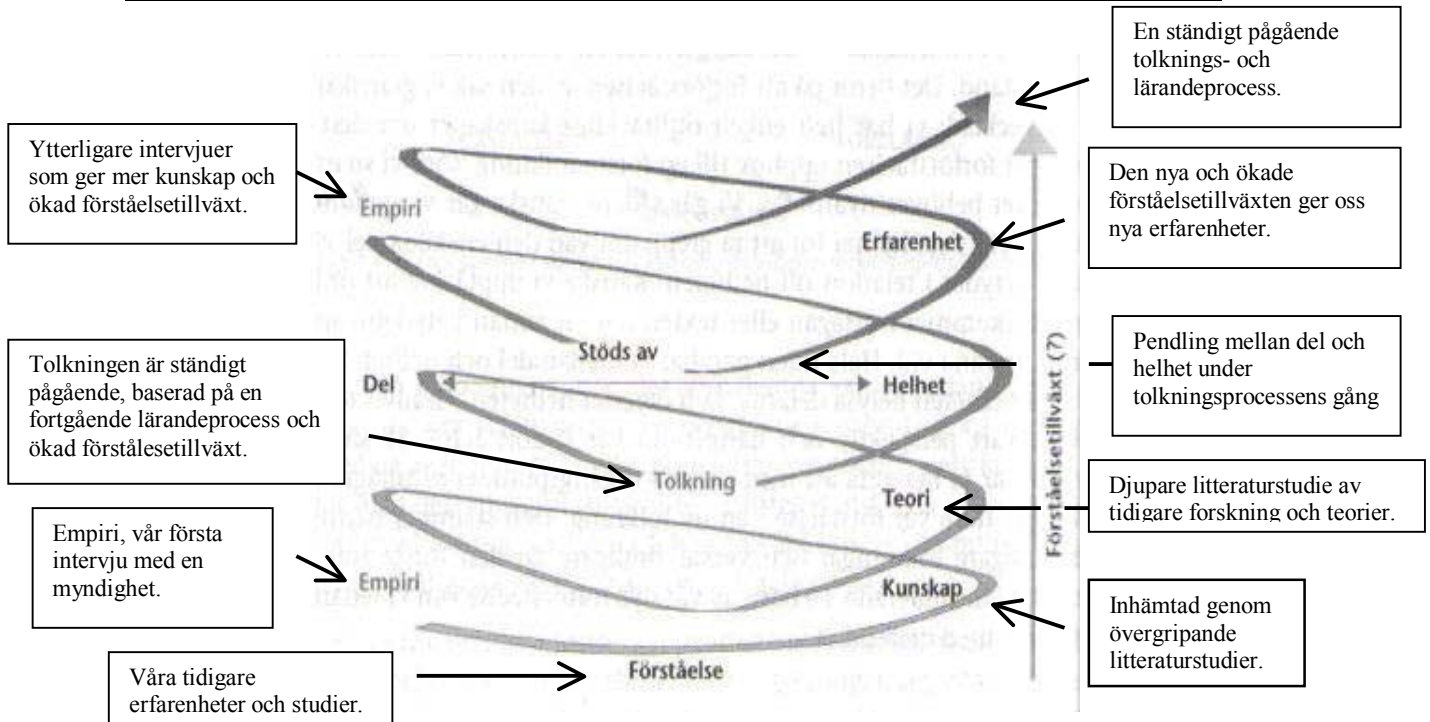 En ständigt pågående
tolknings- och
lärandeprocess.
Ytterligare intervjuer
som ger mer kunskap och
ökad förståelsetillväxt.
Empiri
Erfarenhet
Den nya och ökade
förståelsetillväxten ger oss
nya erfarenheter.
Stöds av
Del
Helhet
Pendling mellan del och
helhet under
tolkningsprocessens gång
Tolkningen är ständigt
pågående, baserad på en
fortgående lärandeprocess och
ökad förstålesetillväxt.
Tolkning
Teori
Djupare litteraturstudie av
tidigare forskning och teorier.
Förståelsetillväxt (?)
Empiri, vår första
intervju med en
myndighet.
Empiri
Kunskap
Inhämtad genom
övergripande
litteraturstudier.
Förståelse
Våra tidigare
erfarenheter och studier.